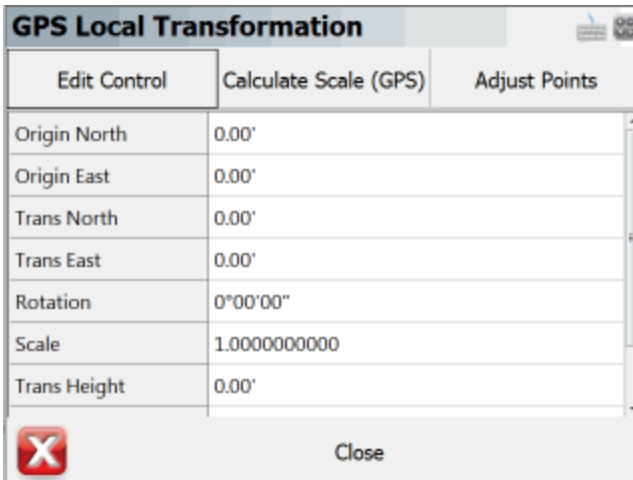 GPS Local Transformation
Edit Control Calculate Scale (GPS) Adjust Points
Origin North 0.00'
Origin East 0.00'
Trans North 0.00'
Trans East 0.00'
Rotation 0°00'00"
Scale 1.0000000000
Trans Height 0.00'
Close